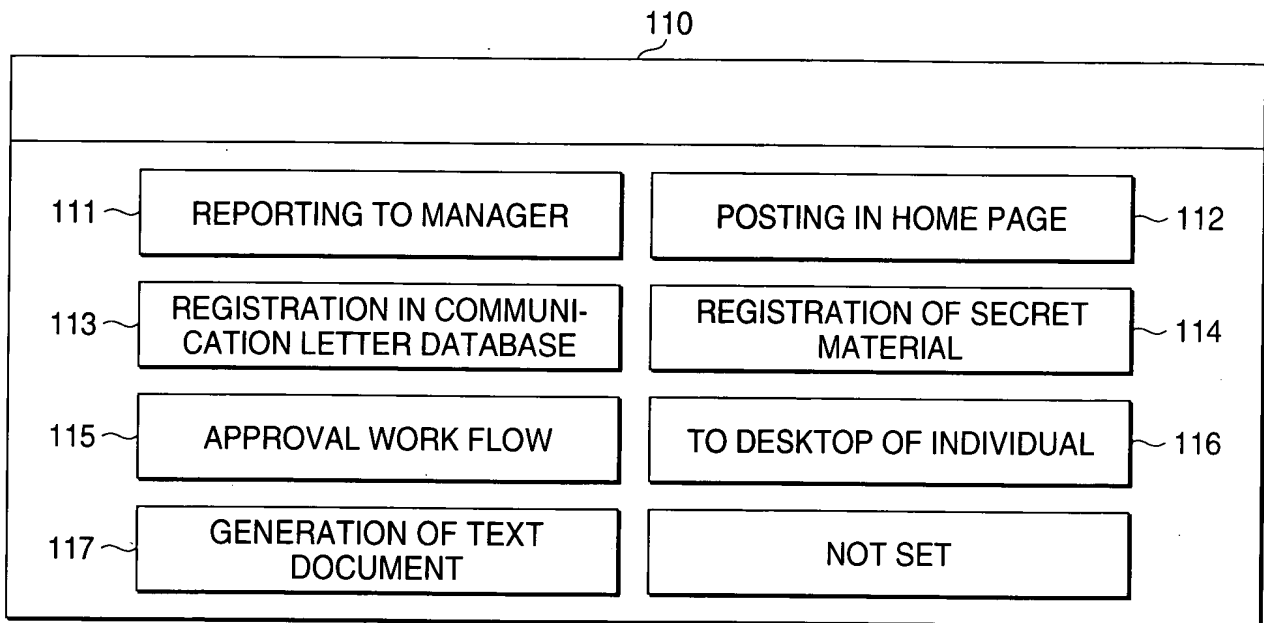 110
111 REPORTING TO MANAGER POSTING IN HOME PAGE 112
113 REGISTRATION IN COMMUNI- REGISTRATION OF SECRET 114
CATION LETTER DATABASE MATERIAL
115 APPROVAL WORK FLOW TO DESKTOP OF INDIVIDUAL 116
117 GENERATION OF TEXT NOT SET
DOCUMENT